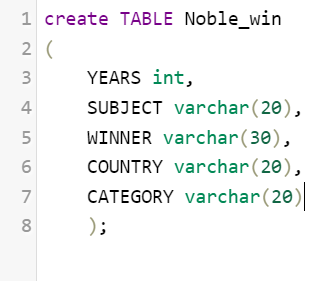 1 create TABLE Noble_win
2 (
3 YEARS int,
4 SUBJECT varchar(20),
5 WINNER varchar(30),
6 COUNTRY varchar(20),
7 CATEGORY varchar(20)
8 );